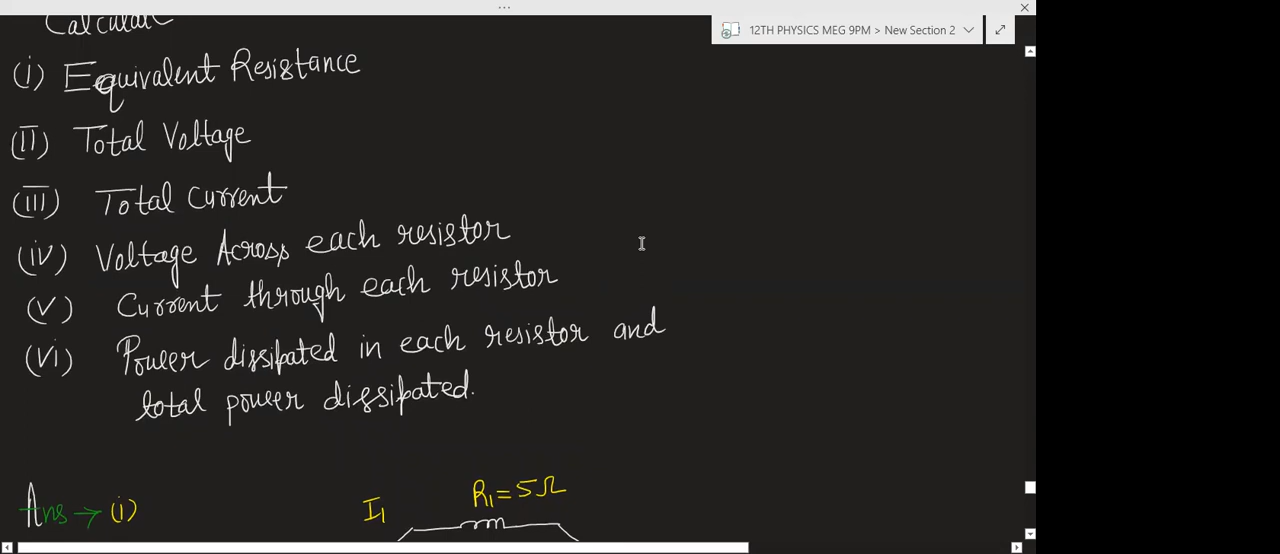 Calculate
12TH PHYSICS MEG 9PM > New Section 2
(i) Equivalent Resistance
(II) Total Voltage
(III) Total Current
(iv) Voltage Across each resistor
(v) Current through each resistor
(vi) Power dissipated in each resistor and
total power dissipated.
Ans → (i)
I₁
R₁ = 5Ω